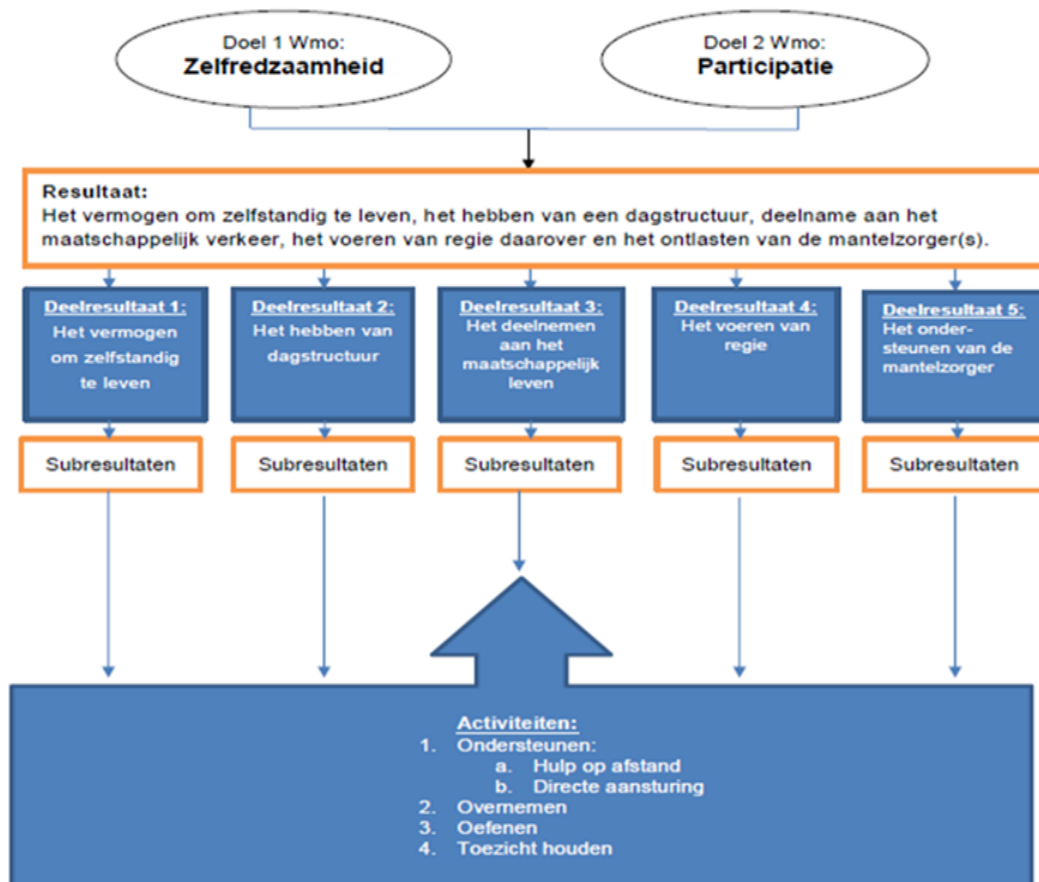 Doel 1 Wmo:
Zelfredzaamheid
Doel 2 Wmo:
Participatie
Resultaat:
Het vermogen om zelfstandig te leven, het hebben van een dagstructuur, deelname aan het
maatschappelijk verkeer, het voeren van regie daarover en het ontlasten van de mantelzorger(s).
Deelresultaat 1:
Het vermogen
om zelfstandig
te leven
Deelresultaat 2:
Het hebben van
dagstructuur
Deelresultaat 3:
Het deelnemen
aan het
maatschappelijk
leven
Deelresultaat 4:
Het voeren van
regie
Deelresultaat 5:
Het onder-
steunen van de
mantelzorger
Subresultaten
Subresultaten
Subresultaten
Subresultaten
Subresultaten
Activiteiten:
1. Ondersteunen:
a. Hulp op afstand
b. Directe aansturing
2. Overnemen
3. Oefenen
4. Toezicht houden